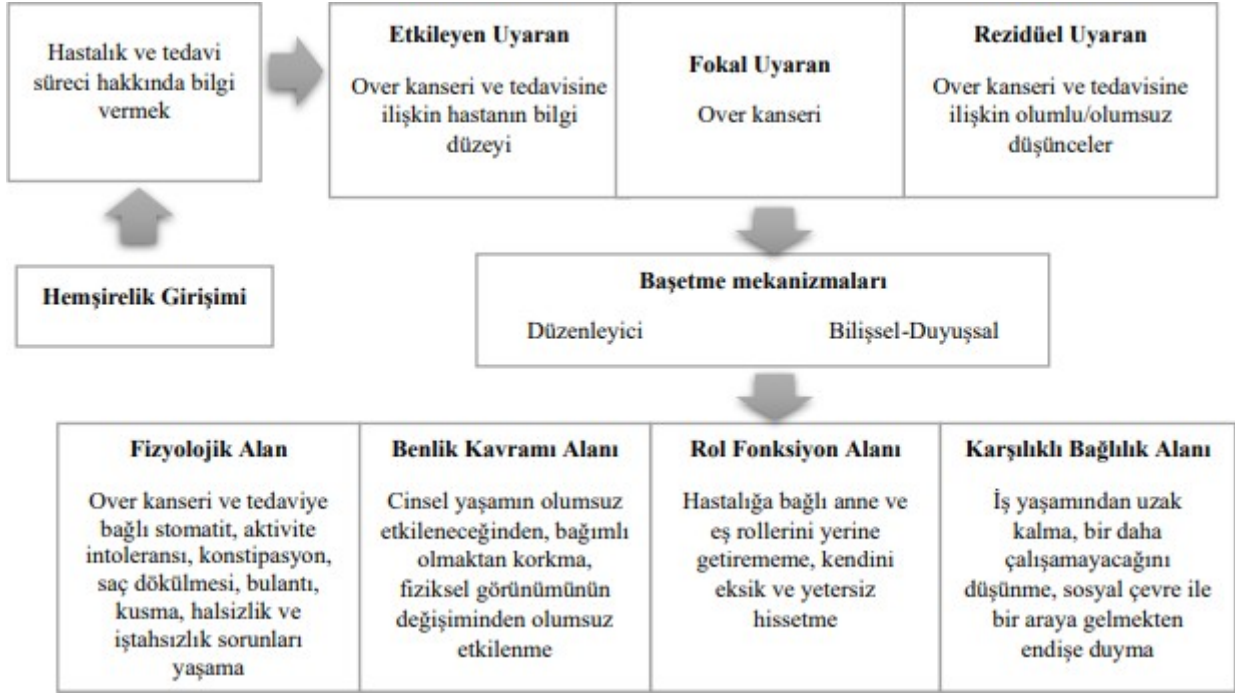 Hastalık ve tedavi
süreci hakkında bilgi
vermek
Etkileyen Uyaran
Over kanseri ve tedavisine
ilişkin hastanın bilgi
düzeyi
Fokal Uyaran
Over kanseri
Rezidüel Uyaran
Over kanseri ve tedavisine
ilişkin olumlu/olumsuz
düşünceler
Hemşirelik Girişimi
Başetme mekanizmaları
Düzenleyici Bilişsel-Duyuşsal
Fizyolojik Alan
Over kanseri ve tedaviye
bağlı stomatit, aktivite
intoleransı, konstipasyon,
saç dökülmesi, bulantı,
kusma, halsizlik ve
iştahsızlık sorunları
yaşama
Benlik Kavramı Alanı
Cinsel yaşamın olumsuz
etkileneceğinden, bağımlı
olmaktan korkma,
fiziksel görünümünün
değişiminden olumsuz
etkilenme
Rol Fonksiyon Alanı
Hastalığa bağlı anne ve
eş rollerini yerine
getirememe, kendini
eksik ve yetersiz
hissetme
Karşılıklı Bağlılık Alanı
İş yaşamından uzak
kalma, bir daha
çalışamayacağını
düşünme, sosyal çevre ile
bir araya gelmekten
endişe duyma